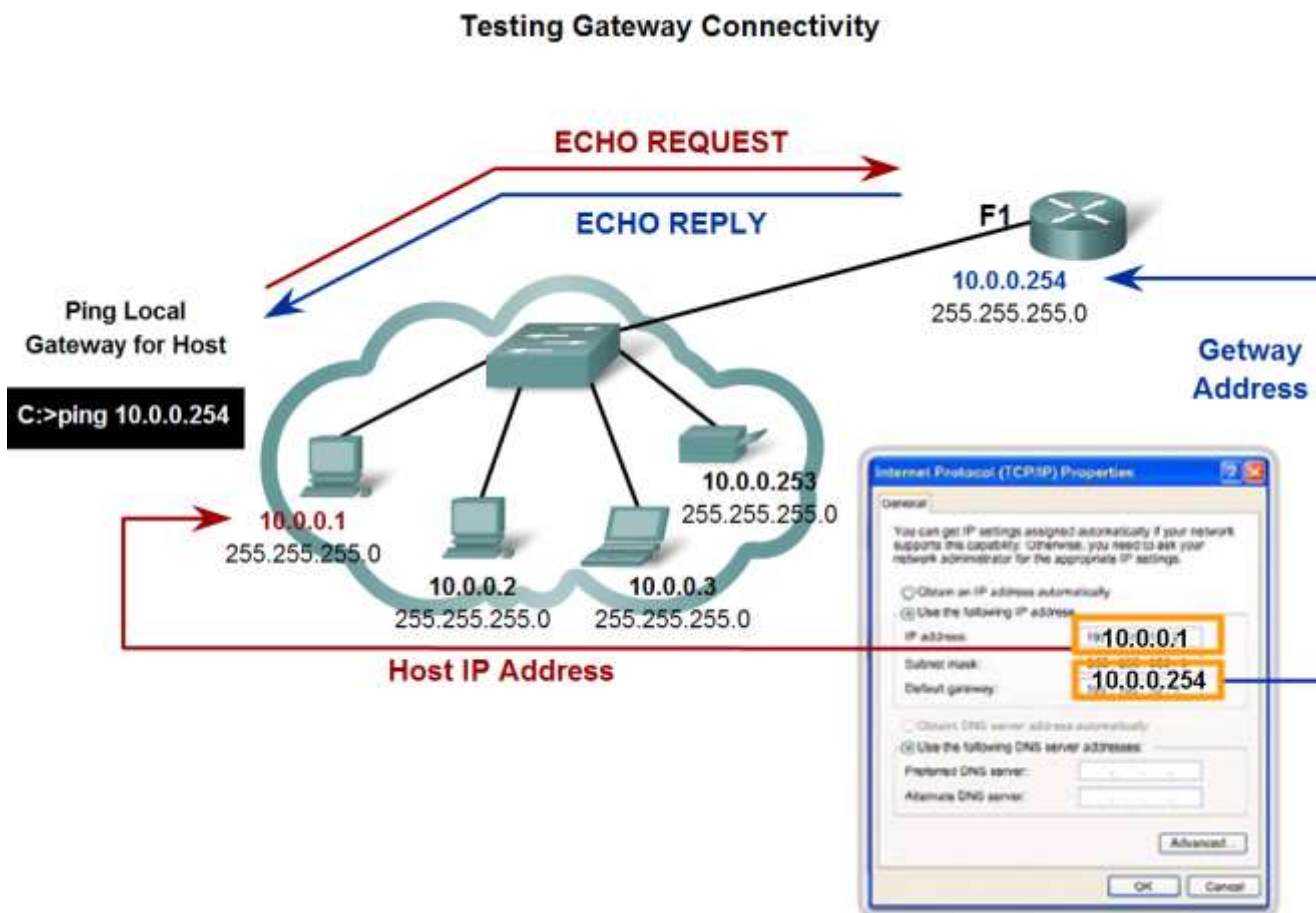 Testing Gateway Connectivity
ECHO REQUEST
ECHO REPLY
F1
10.0.0.254
255.255.255.0
Ping Local
Gateway for Host
C:>ping 10.0.0.254
Getway
Address
10.0.0.253
255.255.255.0
10.0.0.1
255.255.255.0
10.0.0.2
255.255.255.0
10.0.0.3
255.255.255.0
Host IP Address
Internet Protocol (TCP/IP) Properties
General
You can get IP settings assigned automatically if your network
supports this capability. Otherwise, you need to ask your
network administrator for the appropriate IP settings.
Obtain an IP address automatically
Use the following IP address:
IP address:
10.0.0.1
Subnet mask:
Default gateway:
10.0.0.254
Obtain DNS server address automatically
Use the following DNS server addresses:
Preferred DNS server:
Alternate DNS server:
Advanced...
OK
Cancel